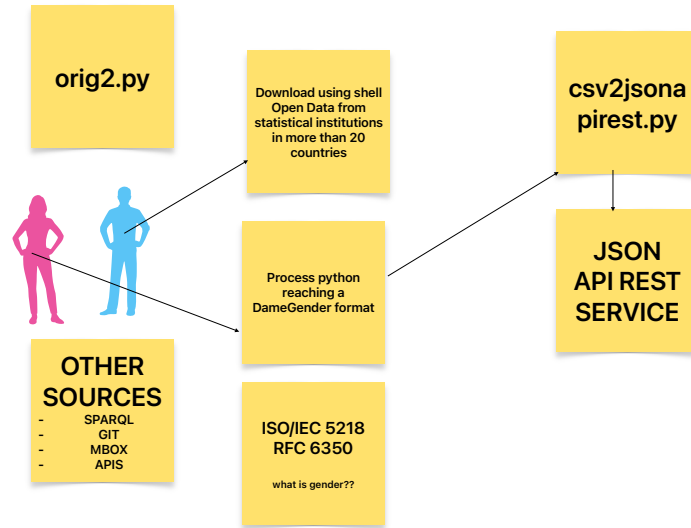 orig2.py
Download using shell
Open Data from
statistical institutions
in more than 20
countries
csv2jsona
pirest.py
Process python
reaching a
DameGender format
JSON
API REST
SERVICE
OTHER
SOURCES
- SPARQL
- GIT
- MBOX
- APIS
ISO/IEC 5218
RFC 6350
what is gender??